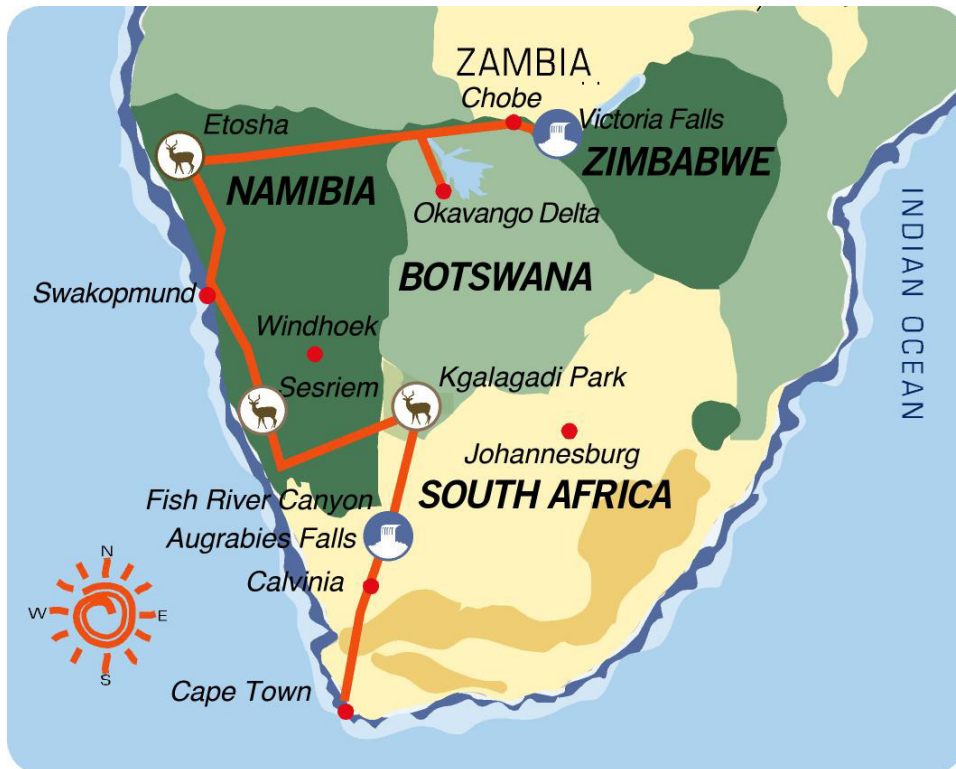 ZAMBIA
Chobe
Etosha
Victoria Falls
ZIMBABWE
NAMIBIA
Okavango Delta
INDIAN OCEAN
BOTSWANA
Swakopmund
Windhoek
Sesriem
Kgalagadi Park
Johannesburg
SOUTH AFRICA
Fish River Canyon
Augrabies Falls
Calvinia
N
W
E
S
Cape Town